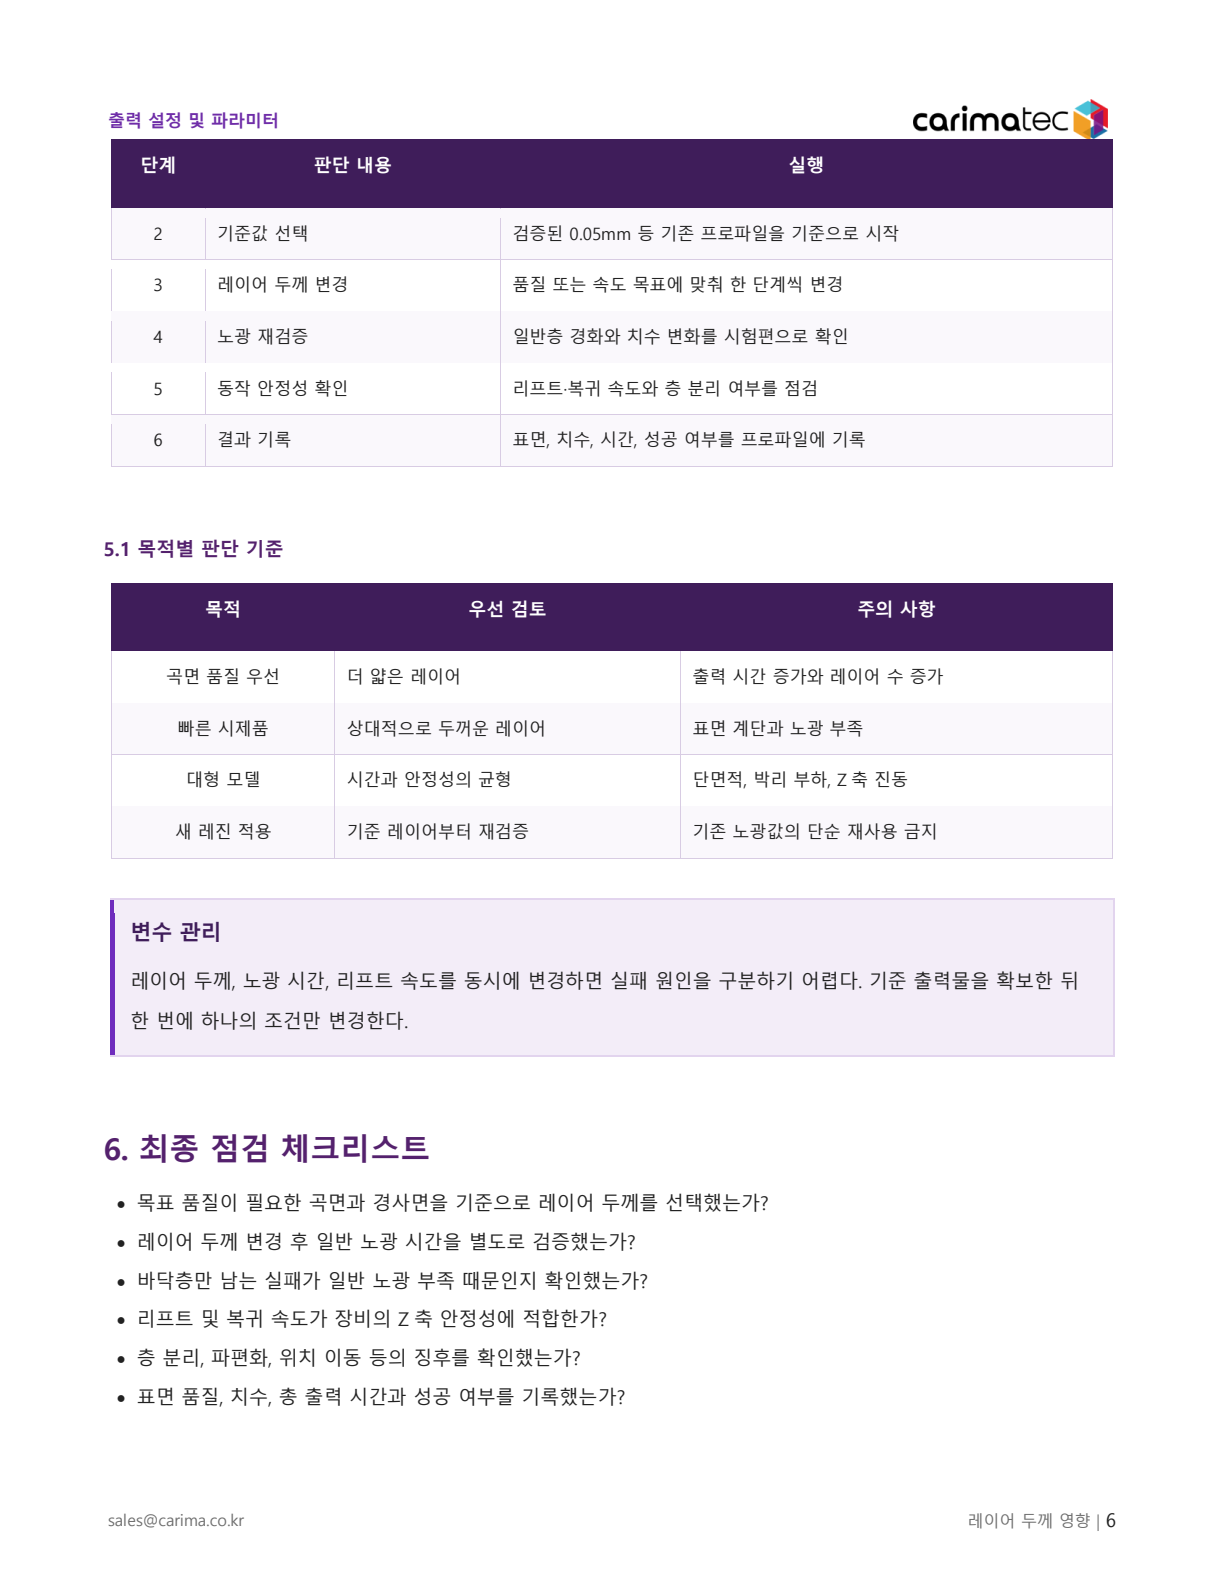 출력 설정 및 파라미터
carimatec
단계 판단 내용 실행
2 기준값 선택 검증된 0.05mm 등 기존 프로파일을 기준으로 시작
3 레이어 두께 변경 품질 또는 속도 목표에 맞춰 한 단계씩 변경
4 노광 재검증 일반층 경화와 치수 변화를 시험편으로 확인
5 동작 안정성 확인 리프트·복귀 속도와 층 분리 여부를 점검
6 결과 기록 표면, 치수, 시간, 성공 여부를 프로파일에 기록
5.1 목적별 판단 기준
목적 우선 검토 주의 사항
곡면 품질 우선 더 얇은 레이어 출력 시간 증가와 레이어 수 증가
빠른 시제품 상대적으로 두꺼운 레이어 표면 계단과 노광 부족
대형 모델 시간과 안정성의 균형 단면적, 박리 부하, Z 축 진동
새 레진 적용 기준 레이어부터 재검증 기존 노광값의 단순 재사용 금지
변수 관리
레이어 두께, 노광 시간, 리프트 속도를 동시에 변경하면 실패 원인을 구분하기 어렵다. 기준 출력물을 확보한 뒤
한 번에 하나의 조건만 변경한다.
6. 최종 점검 체크리스트
• 목표 품질이 필요한 곡면과 경사면을 기준으로 레이어 두께를 선택했는가?
• 레이어 두께 변경 후 일반 노광 시간을 별도로 검증했는가?
• 바닥층만 남는 실패가 일반 노광 부족 때문인지 확인했는가?
• 리프트 및 복귀 속도가 장비의 Z 축 안정성에 적합한가?
• 층 분리, 파편화, 위치 이동 등의 징후를 확인했는가?
• 표면 품질, 치수, 총 출력 시간과 성공 여부를 기록했는가?
sales@carima.co.kr
레이어 두께 영향 | 6